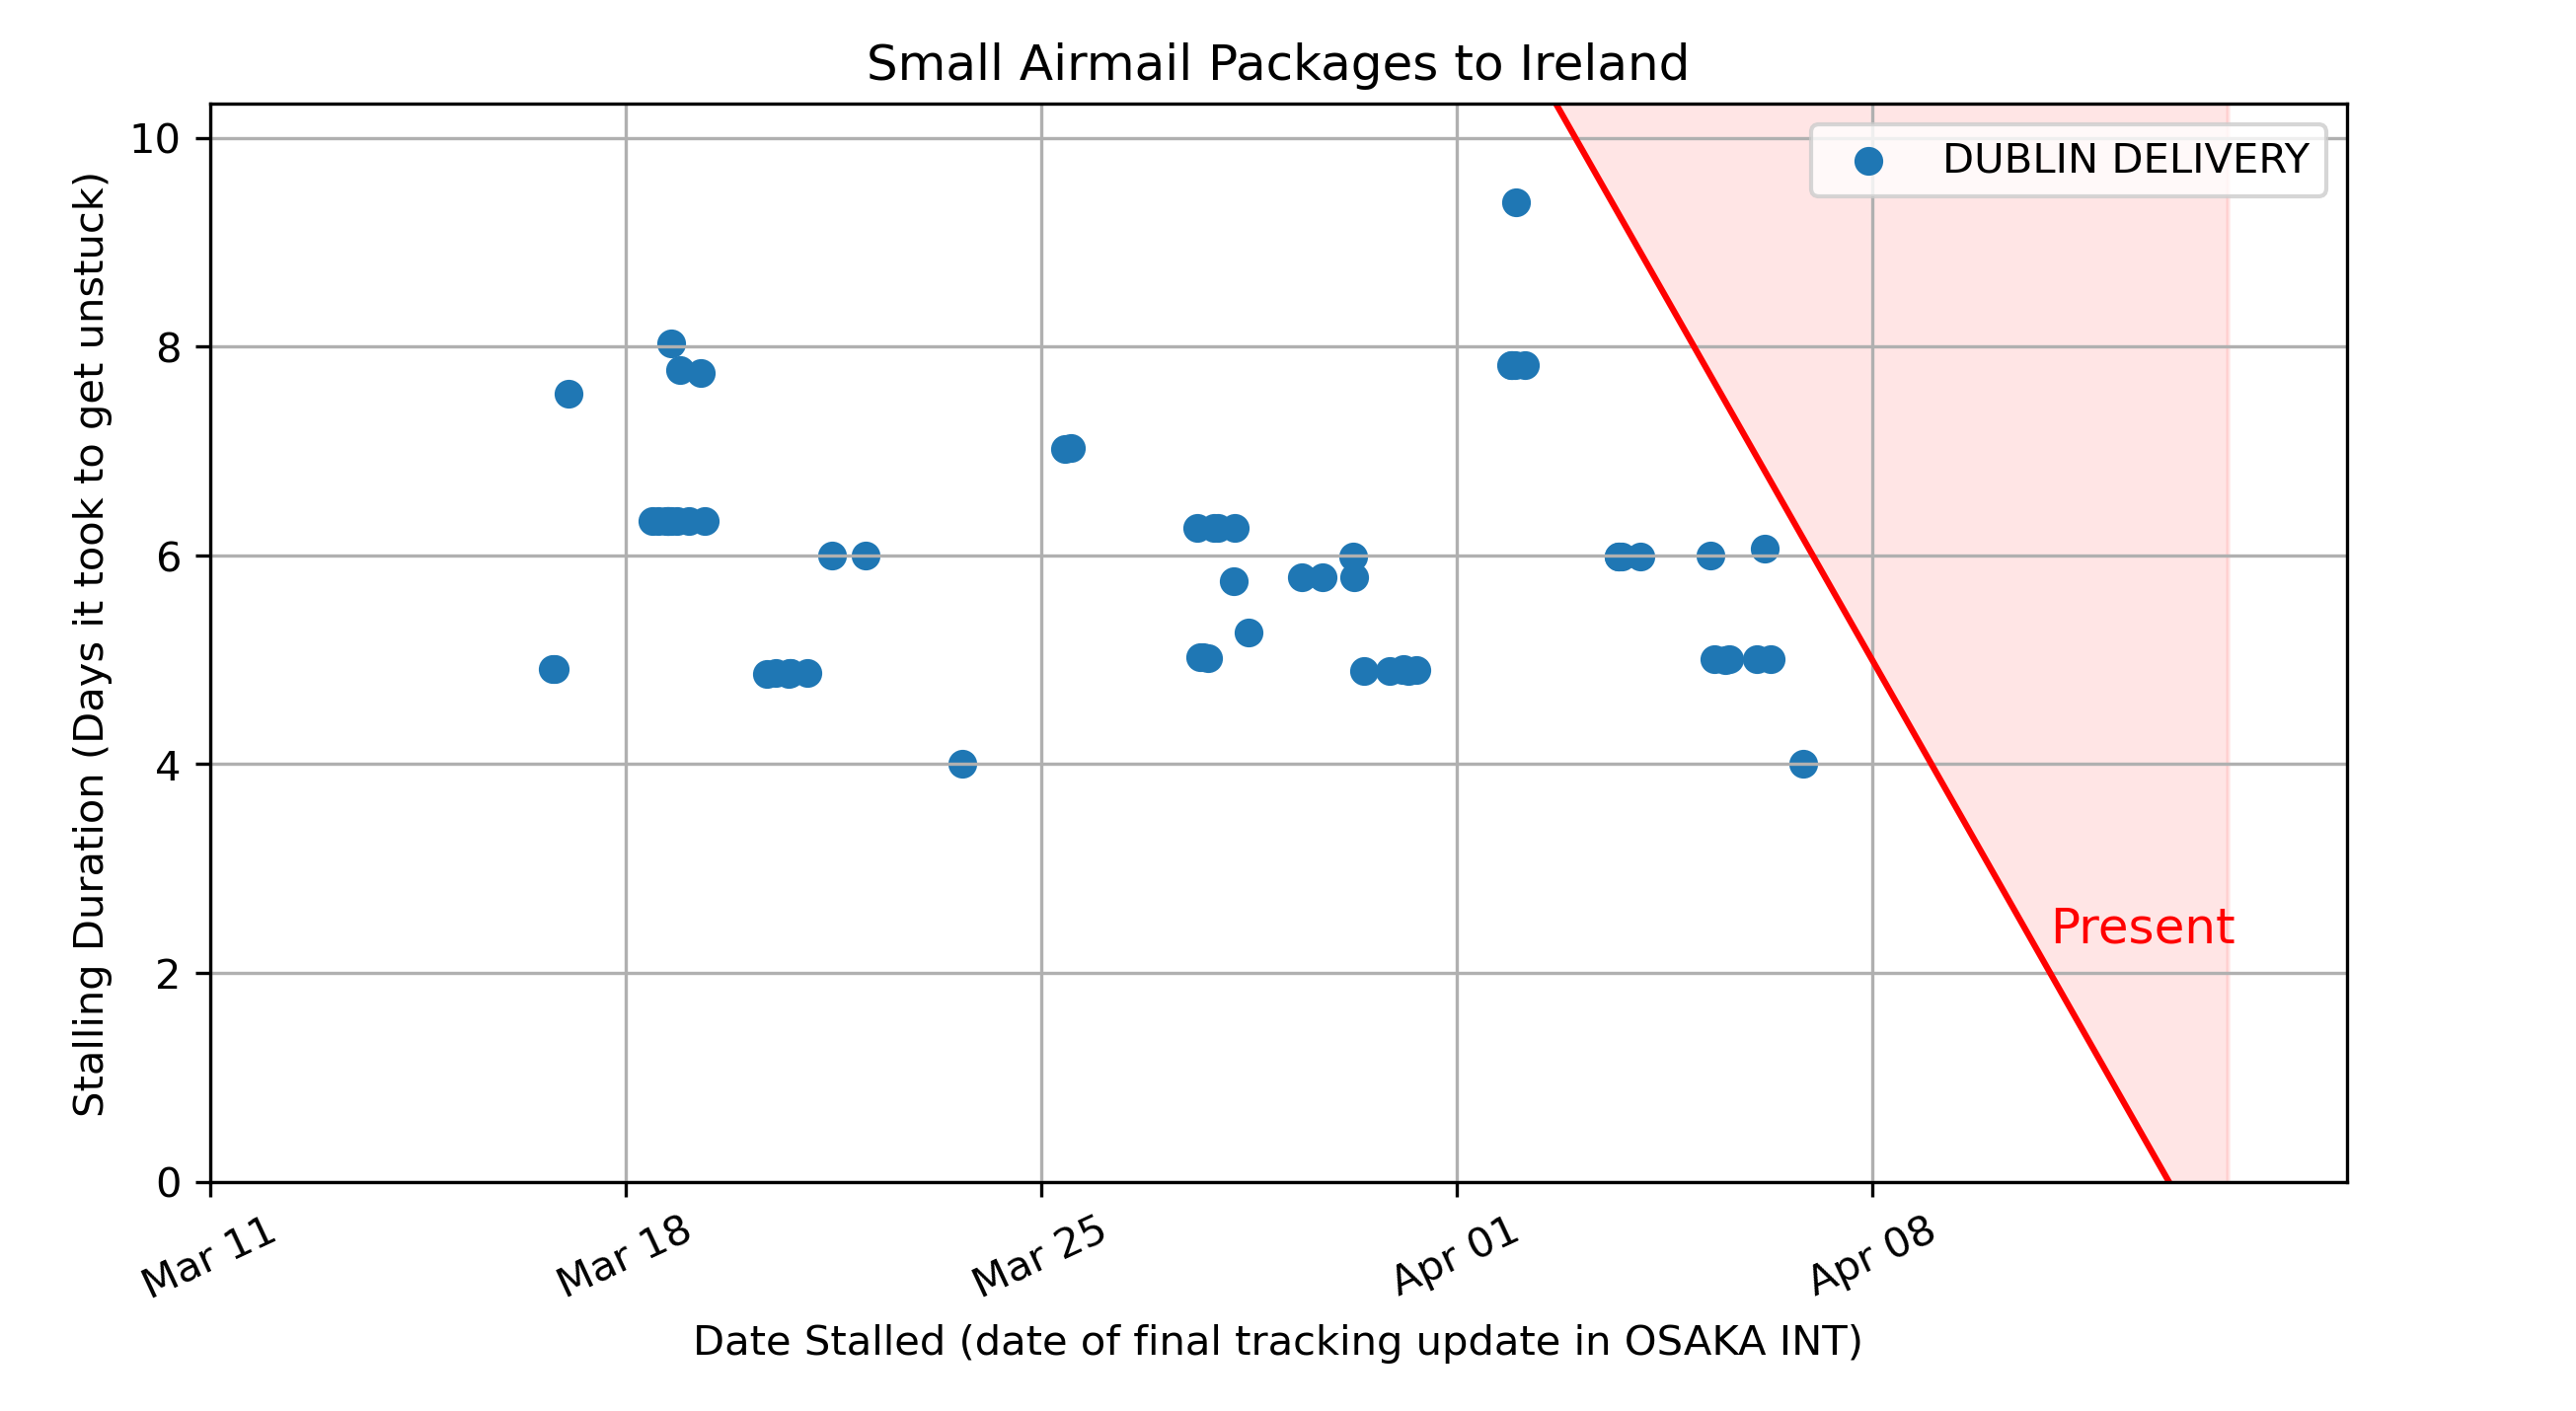 Small Airmail Packages to Ireland
DUBLIN DELIVERY
Stalling Duration (Days it took to get unstuck)
10
8
6
4
2
0
Present
Mar 11
Mar 18
Mar 25
Apr 01
Apr 08
Date Stalled (date of final tracking update in OSAKA INT)